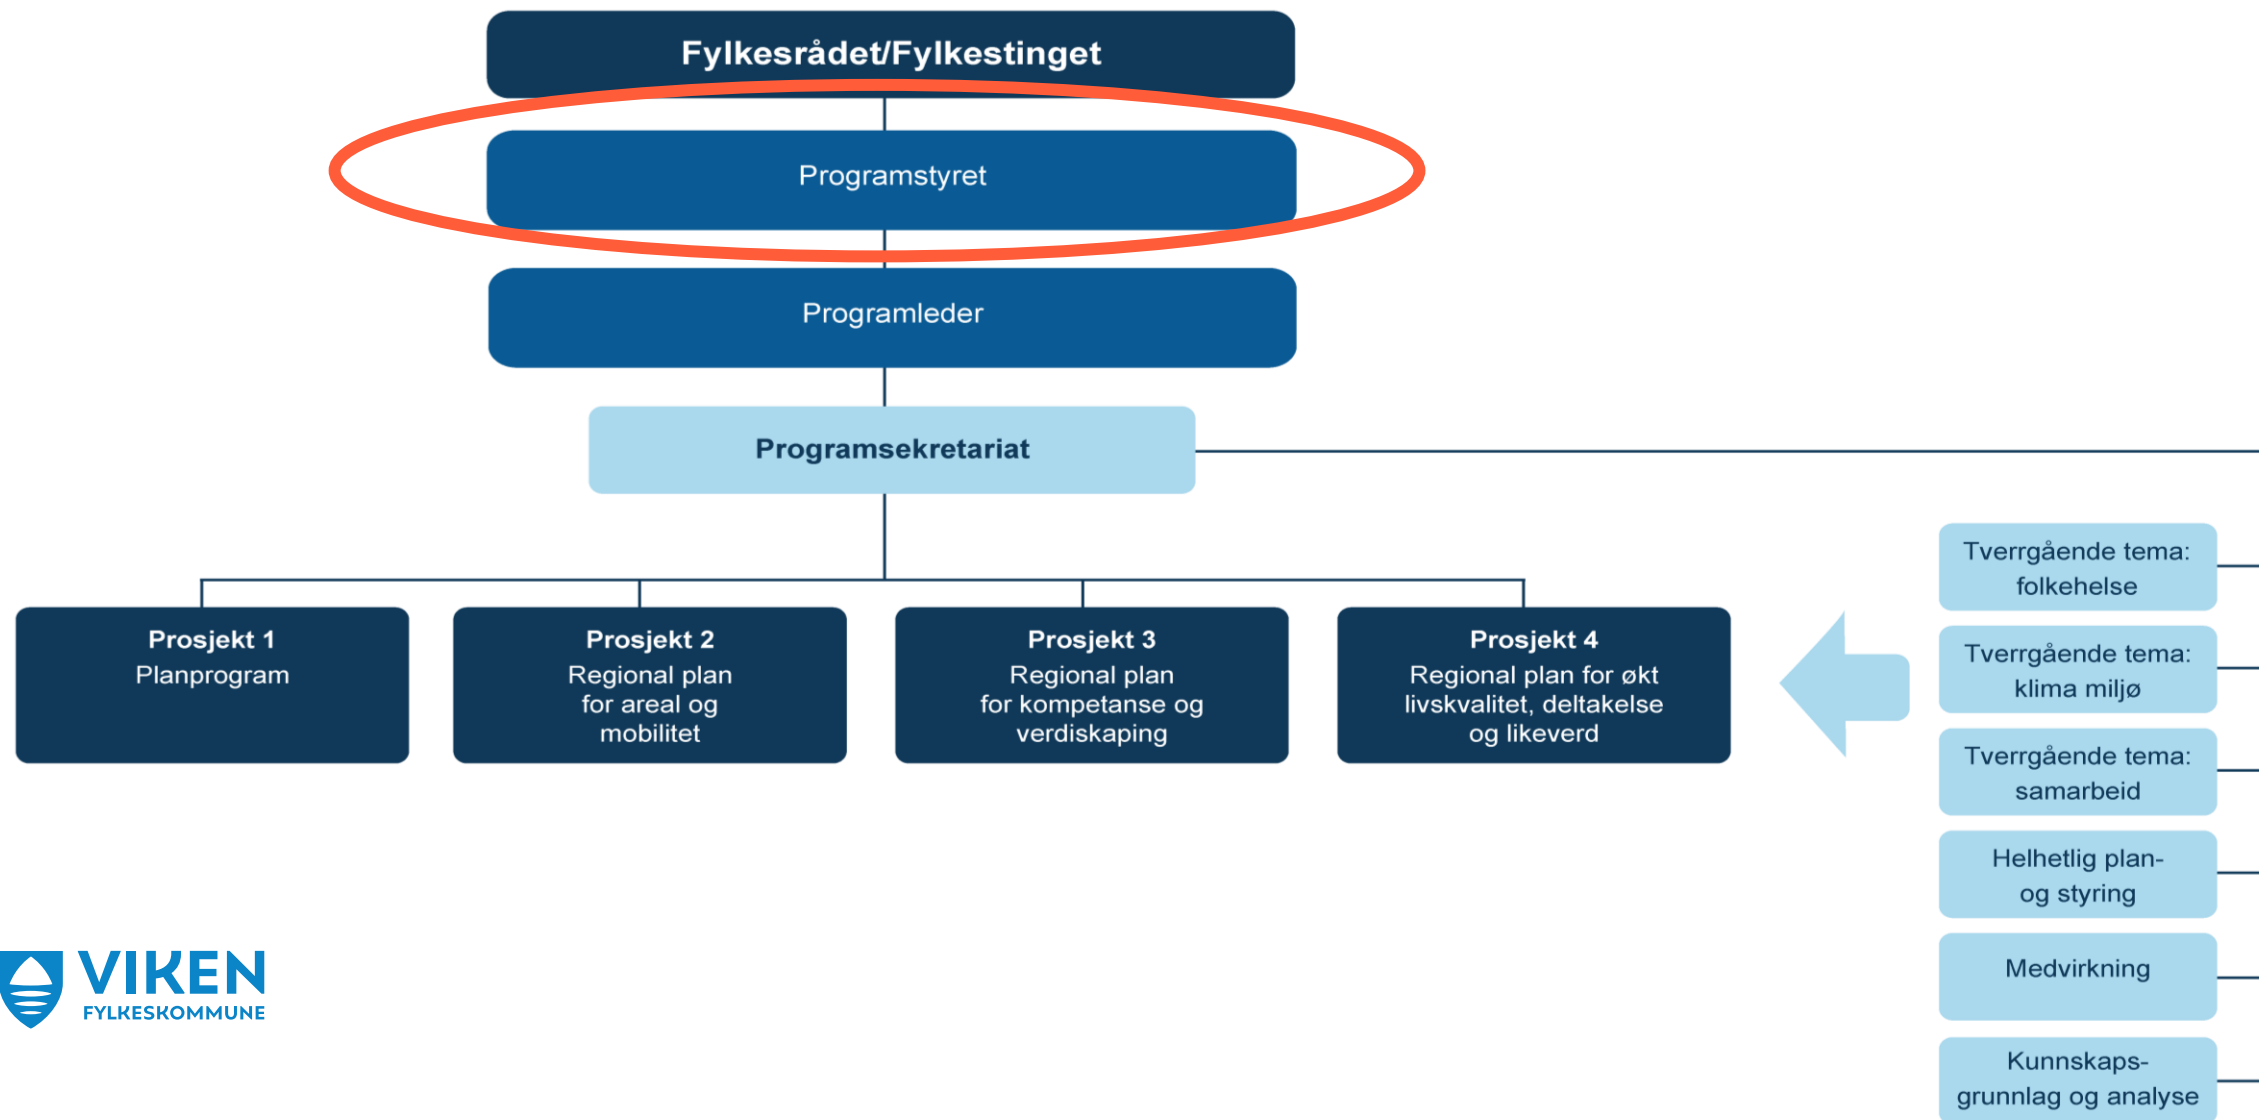 Fylkesrådet/Fylkestinget
Programstyret
Programleder
Programsekretariat
Prosjekt 1
Planprogram
Prosjekt 2
Regional plan
for areal og
mobilitet
Prosjekt 3
Regional plan
for kompetanse og
verdiskaping
Prosjekt 4
Regional plan for økt
livskvalitet, deltakelse
og likeverd
Tverrgående tema:
folkehelse
Tverrgående tema:
klima miljø
Tverrgående tema:
samarbeid
Helhetlig plan-
og styring
Medvirkning
Kunnskaps-
grunnlag og analyse
VIKEN
FYLKESKOMMUNE